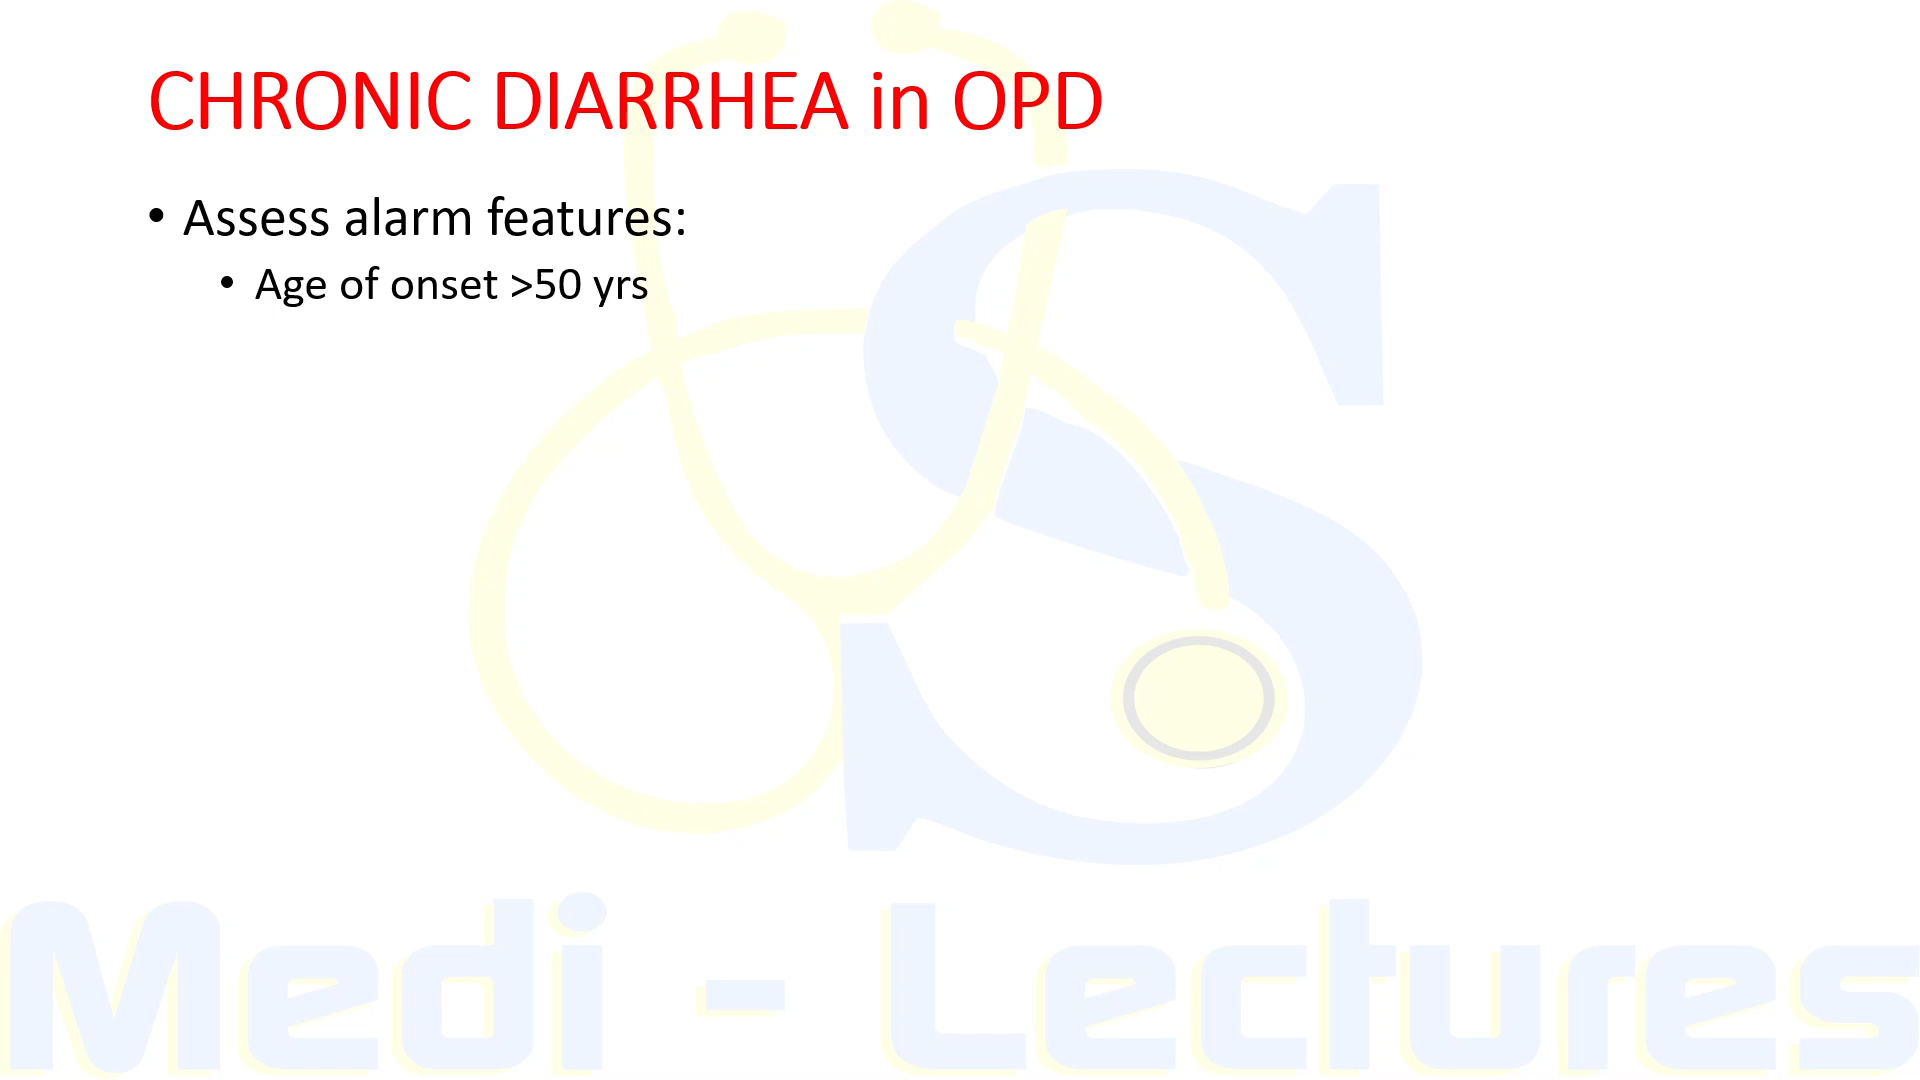 CHRONIC DIARRHEA in OPD
• Assess alarm features:
• Age of onset >50 yrs
S
Medi - Lectures